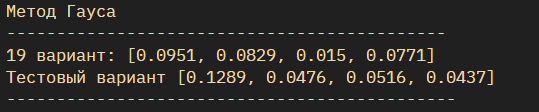 Метод Гауса
--------------------------------------------
19 вариант: [0.0951, 0.0829, 0.015, 0.0771]
Тестовый вариант [0.1289, 0.0476, 0.0516, 0.0437]
------------------------------------------------